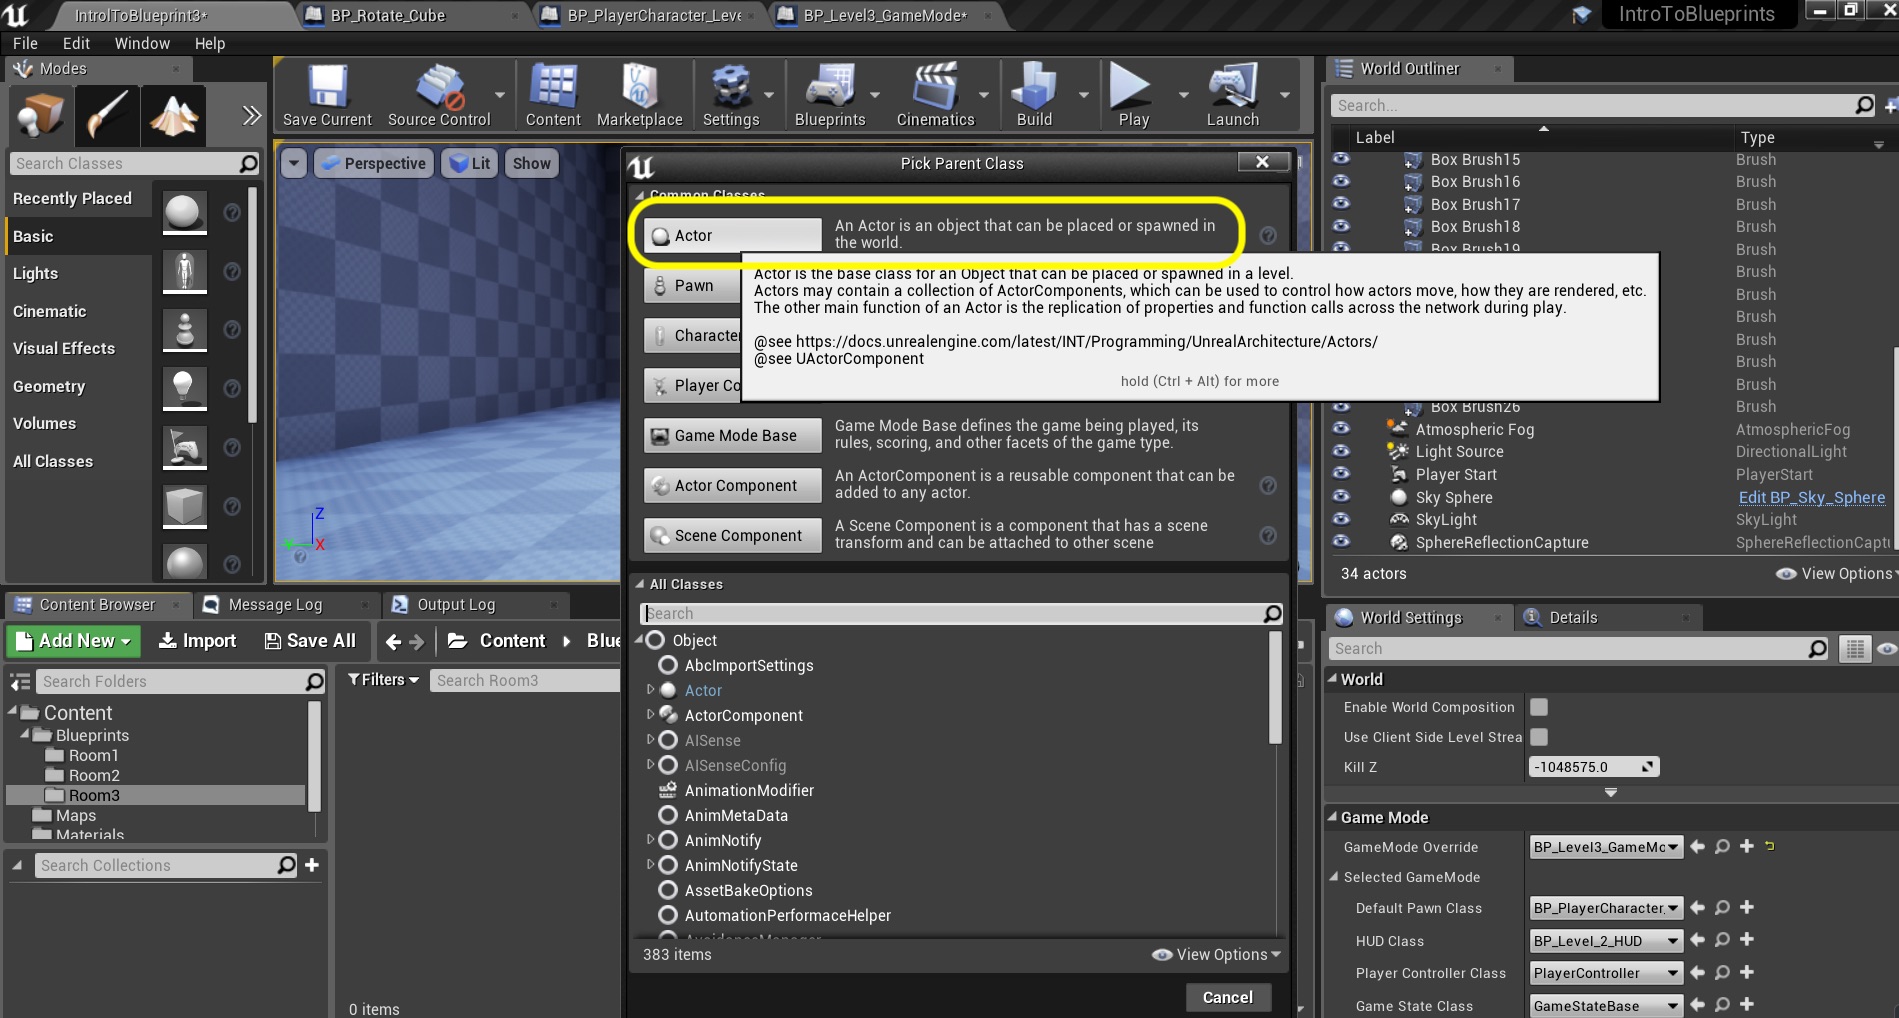 IntrolToBlueprint3*
BP_Rotate_Cube
BP_PlayerCharacter_Leve
BP_Level3_GameMode*
IntroToBlueprints
File Edit Window Help
Modes
Search Classes
Recently Placed
Basic
Lights
Cinematic
Visual Effects
Geometry
Volumes
All Classes
Save Current
Source Control
Content
Marketplace
Settings
Blueprints
Cinematics
Build
Play
Launch
Perspective
Lit
Show
Z
X
Pick Parent Class
Common Classes
Actor
An Actor is an object that can be placed or spawned in
the world.
Actor is the base class for an Object that can be placed or spawned in a level.
Actors may contain a collection of ActorComponents, which can be used to control how actors move, how they are rendered, etc.
The other main function of an Actor is the replication of properties and function calls across the network during play.
@see https://docs.unrealengine.com/latest/INT/Programming/UnrealArchitecture/Actors/
@see UActorComponent
hold (Ctrl + Alt) for more
Pawn
Character
Player Co
Game Mode Base
Game Mode Base defines the game being played, its
rules, scoring, and other facets of the game type.
Actor Component
An ActorComponent is a reusable component that can be
added to any actor.
Scene Component
A Scene Component is a component that has a scene
transform and can be attached to other scene
All Classes
Search
Object
AbcImportSettings
Actor
ActorComponent
AISense
AISenseConfig
AnimationModifier
AnimMetaData
AnimNotify
AnimNotifyState
AssetBakeOptions
AutomationPerformaceHelper
383 items
View Options
Cancel
World Outliner
Search...
Label Type
Box Brush15 Brush
Box Brush16 Brush
Box Brush17 Brush
Box Brush18 Brush
Box Brush19 Brush
Brush
Brush
Brush
Brush
Brush
Brush
Box Brush26 Brush
Atmospheric Fog AtmosphericFog
Light Source DirectionalLight
Player Start PlayerStart
Sky Sphere Edit BP_Sky_Sphere
SkyLight SkyLight
SphereReflectionCapture SphereReflectionCaptu
34 actors
View Options
Content Browser
Message Log
Output Log
Add New
Import
Save All
Content
Blue
Search Folders
Filters
Search Room3
Content
Blueprints
Room1
Room2
Room3
Maps
Materials
Search Collections
0 items
World Settings
Details
Search
World
Enable World Composition
Use Client Side Level Strea
Kill Z -1048575.0
Game Mode
GameMode Override BP_Level3_GameMo
Selected GameMode
Default Pawn Class BP_PlayerCharacter_
HUD Class BP_Level_2_HUD
Player Controller Class PlayerController
Game State Class GameStateBase